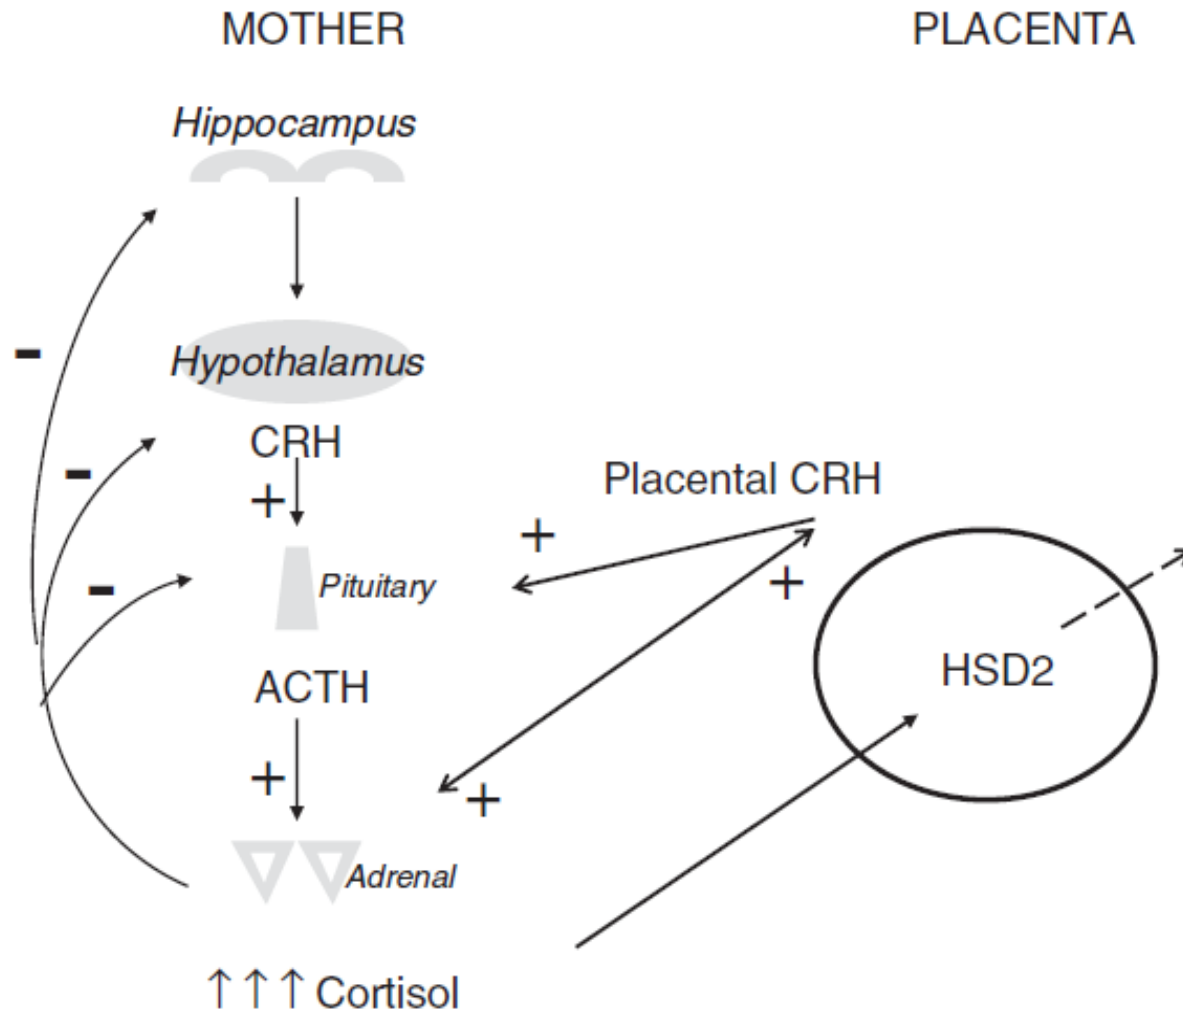 MOTHER
PLACENTA
Hippocampus
-
Hypothalamus
-
CRH
Placental CRH
+
+
-
Pituitary
+
HSD2
ACTH
+
+
Adrenal
↑↑↑ Cortisol